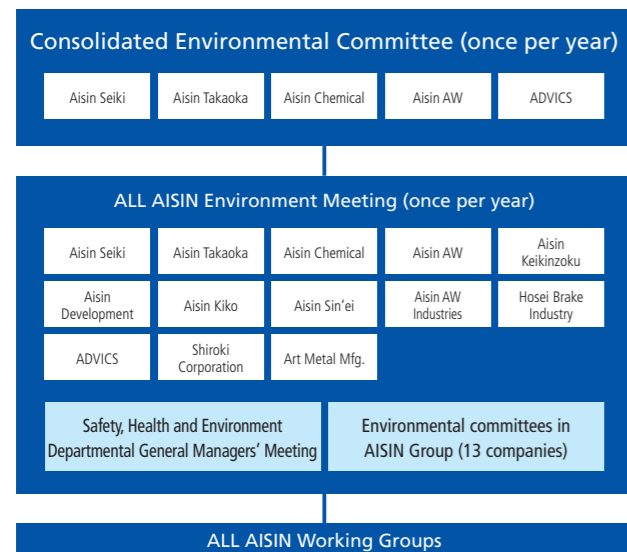 Consolidated Environmental Committee (once per year)
Aisin Seiki
Aisin Takaoka
Aisin Chemical
Aisin AW
ADVICS
ALL AISIN Environment Meeting (once per year)
Aisin Seiki
Aisin Takaoka
Aisin Chemical
Aisin AW
Aisin
Keikinzoku
Aisin
Development
Aisin Kiko
Aisin Sin'ei
Aisin AW
Industries
Hosei Brake
Industry
ADVICS
Shiroki
Corporation
Art Metal Mfg.
Safety, Health and Environment
Departmental General Managers' Meeting
Environmental committees in
AISIN Group (13 companies)
ALL AISIN Working Groups